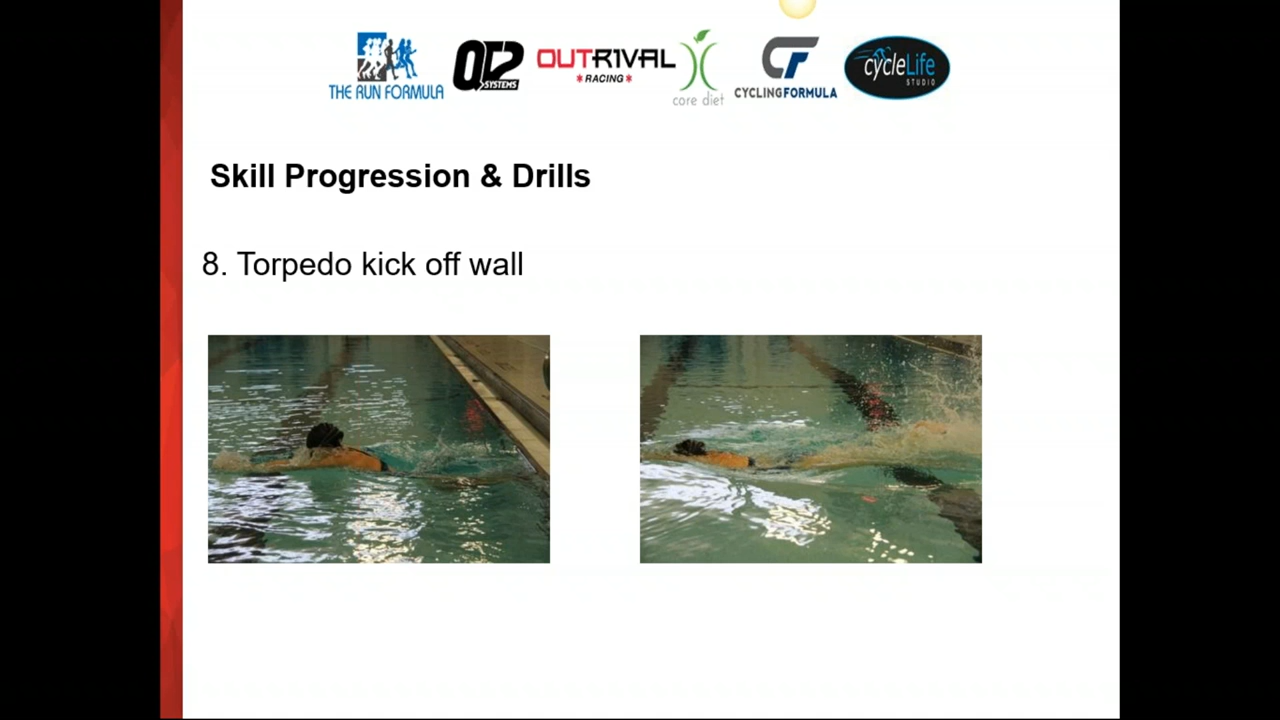 THE RUN FORMULA
QT2
SYSTEMS
OUTRIVAL
RACING
core diet
CF
CYCLINGFORMULA
cycleLife
STUDIO
Skill Progression & Drills
8. Torpedo kick off wall